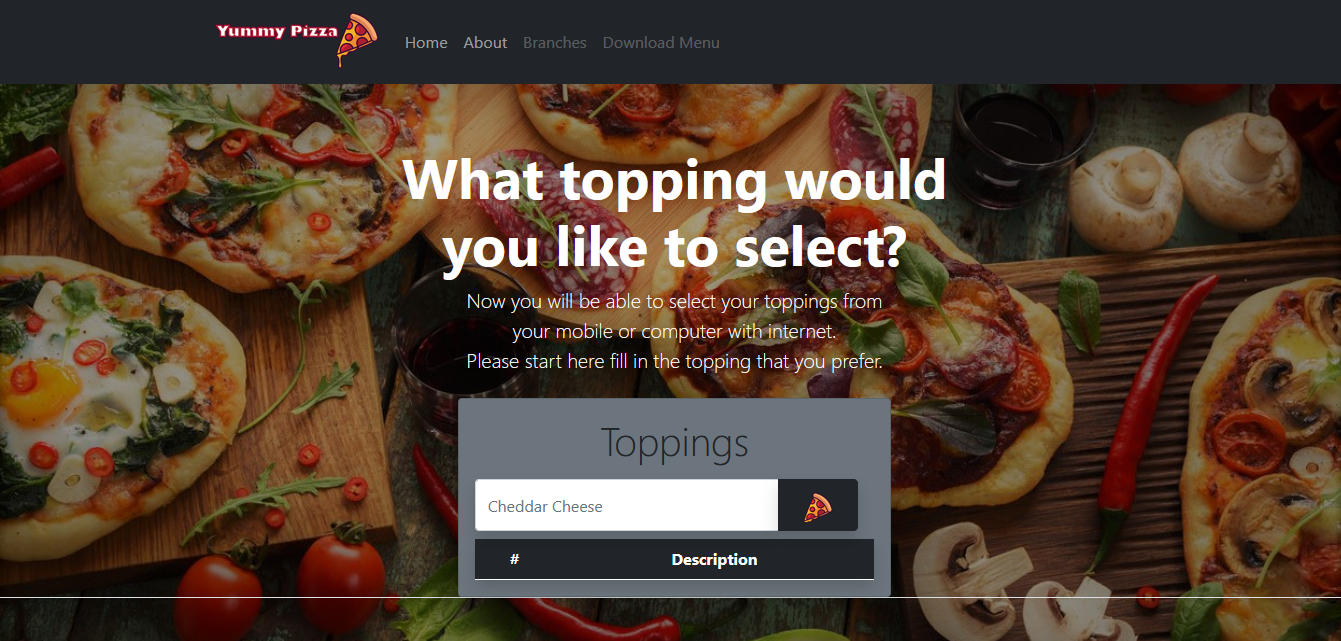 Yummy Pizza
Home About Branches Download Menu
What topping would
you like to select?
Now you will be able to select your toppings from
your mobile or computer with internet.
Please start here fill in the topping that you prefer.
Toppings
Cheddar Cheese
# Description